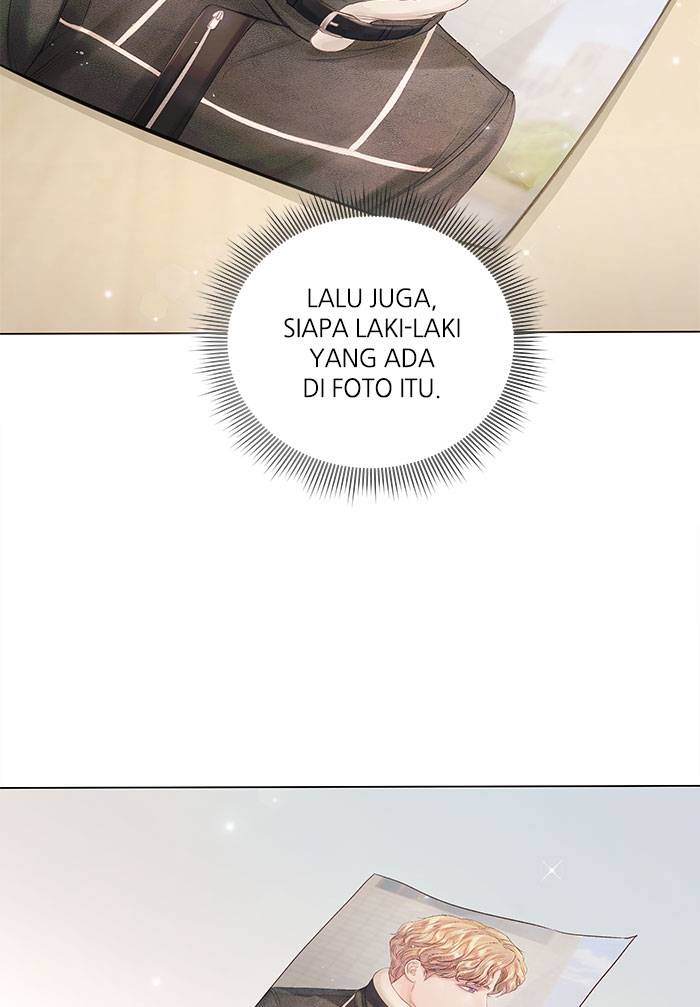 LALU JUGA,
SIAPA LAKI-LAKI
YANG ADA
DI FOTO ITU.